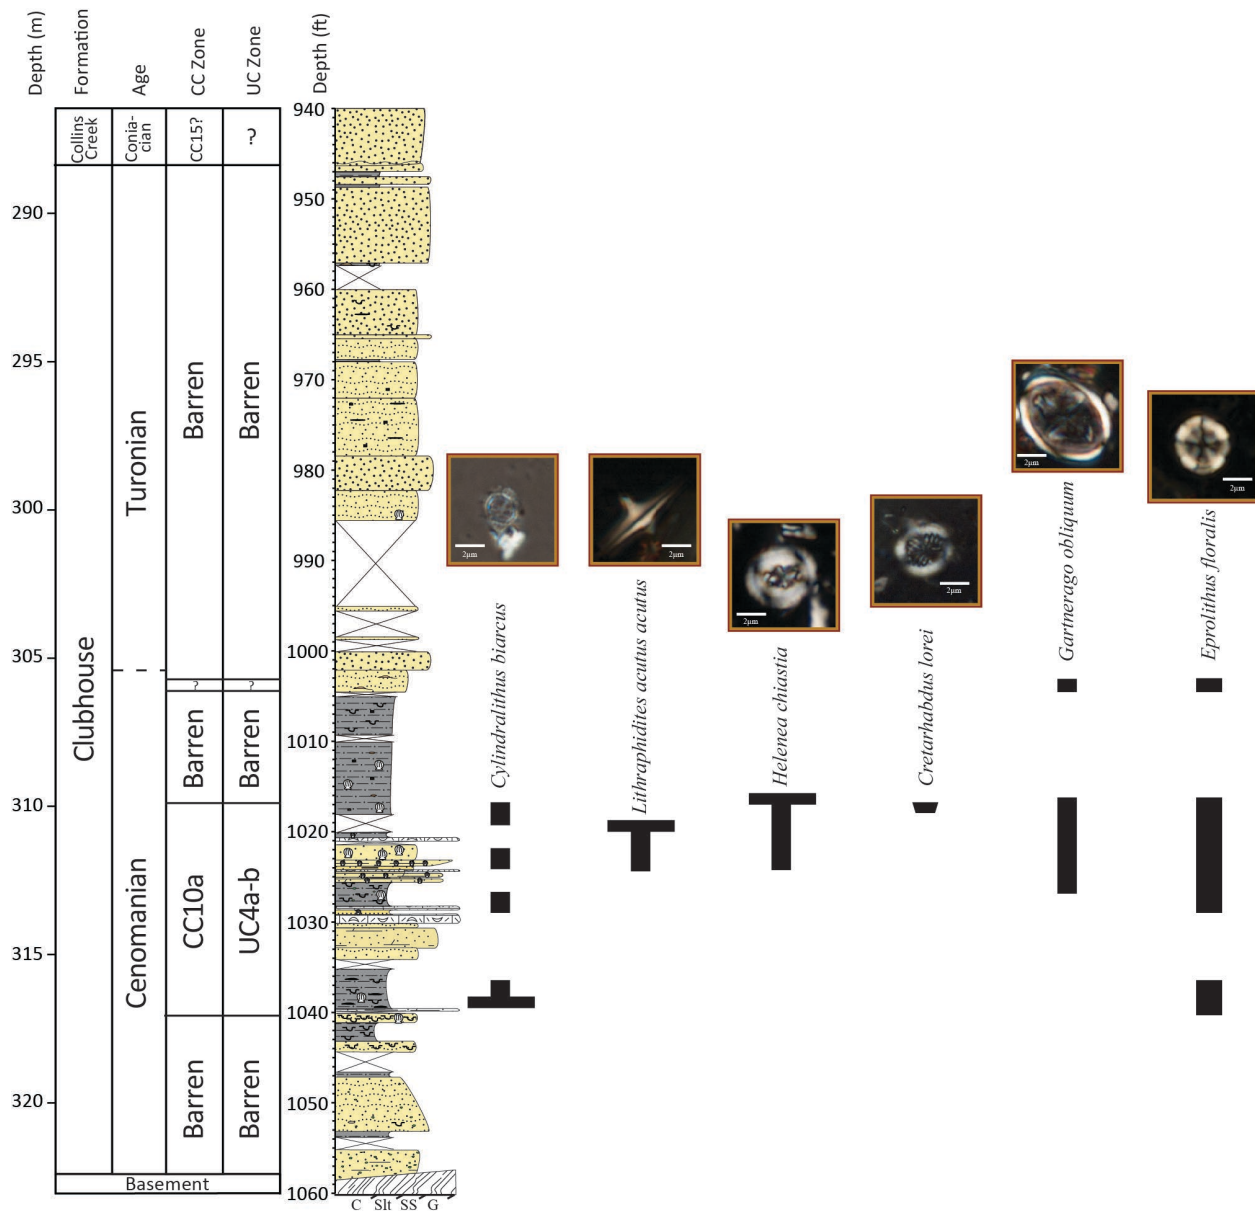 Depth (m)
Formation
Age
CC Zone
UC Zone
Depth (ft)
Collins
Creek
Conia-
cian
CC15?
?
940
950
290
960
295
970
980
300
990
1000
305
1010
310
1020
1030
315
1040
1050
320
1060
Clubhouse
Turonian
Cenomanian
Barren
Barren
?
?
Barren
Barren
CC10a
UC4a-b
Barren
Barren
Basement
C Slt SS G
2μm
2μm
2μm
2μm
2μm
2μm
Cylindralithus biarcus
Lithraphidites acutus acutus
Helenea chiastia
Cretarhabdus lorei
Gartnerago obliquum
Eprolithus floralis